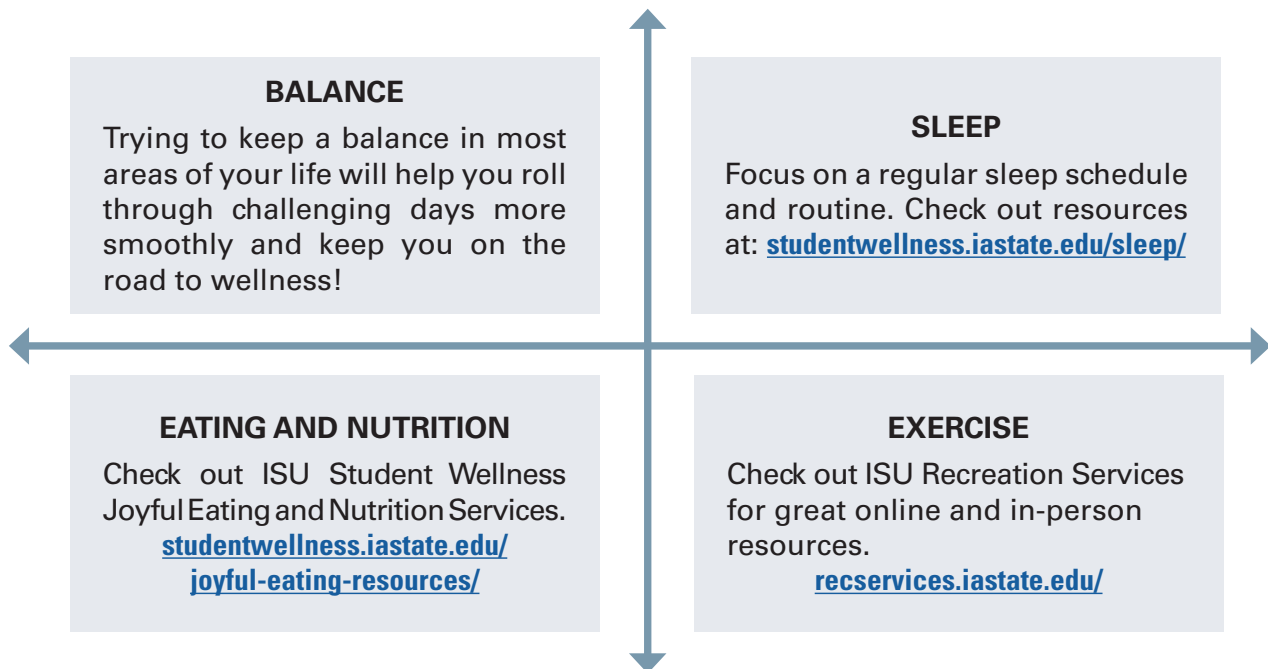 BALANCE
Trying to keep a balance in most
areas of your life will help you roll
through challenging days more
smoothly and keep you on the
road to wellness!
SLEEP
Focus on a regular sleep schedule
and routine. Check out resources
at: studentwellness.iastate.edu/sleep/
EATING AND NUTRITION
Check out ISU Student Wellness
Joyful Eating and Nutrition Services.
studentwellness.iastate.edu/
joyful-eating-resources/
EXERCISE
Check out ISU Recreation Services
for great online and in-person
resources.
recservices.iastate.edu/